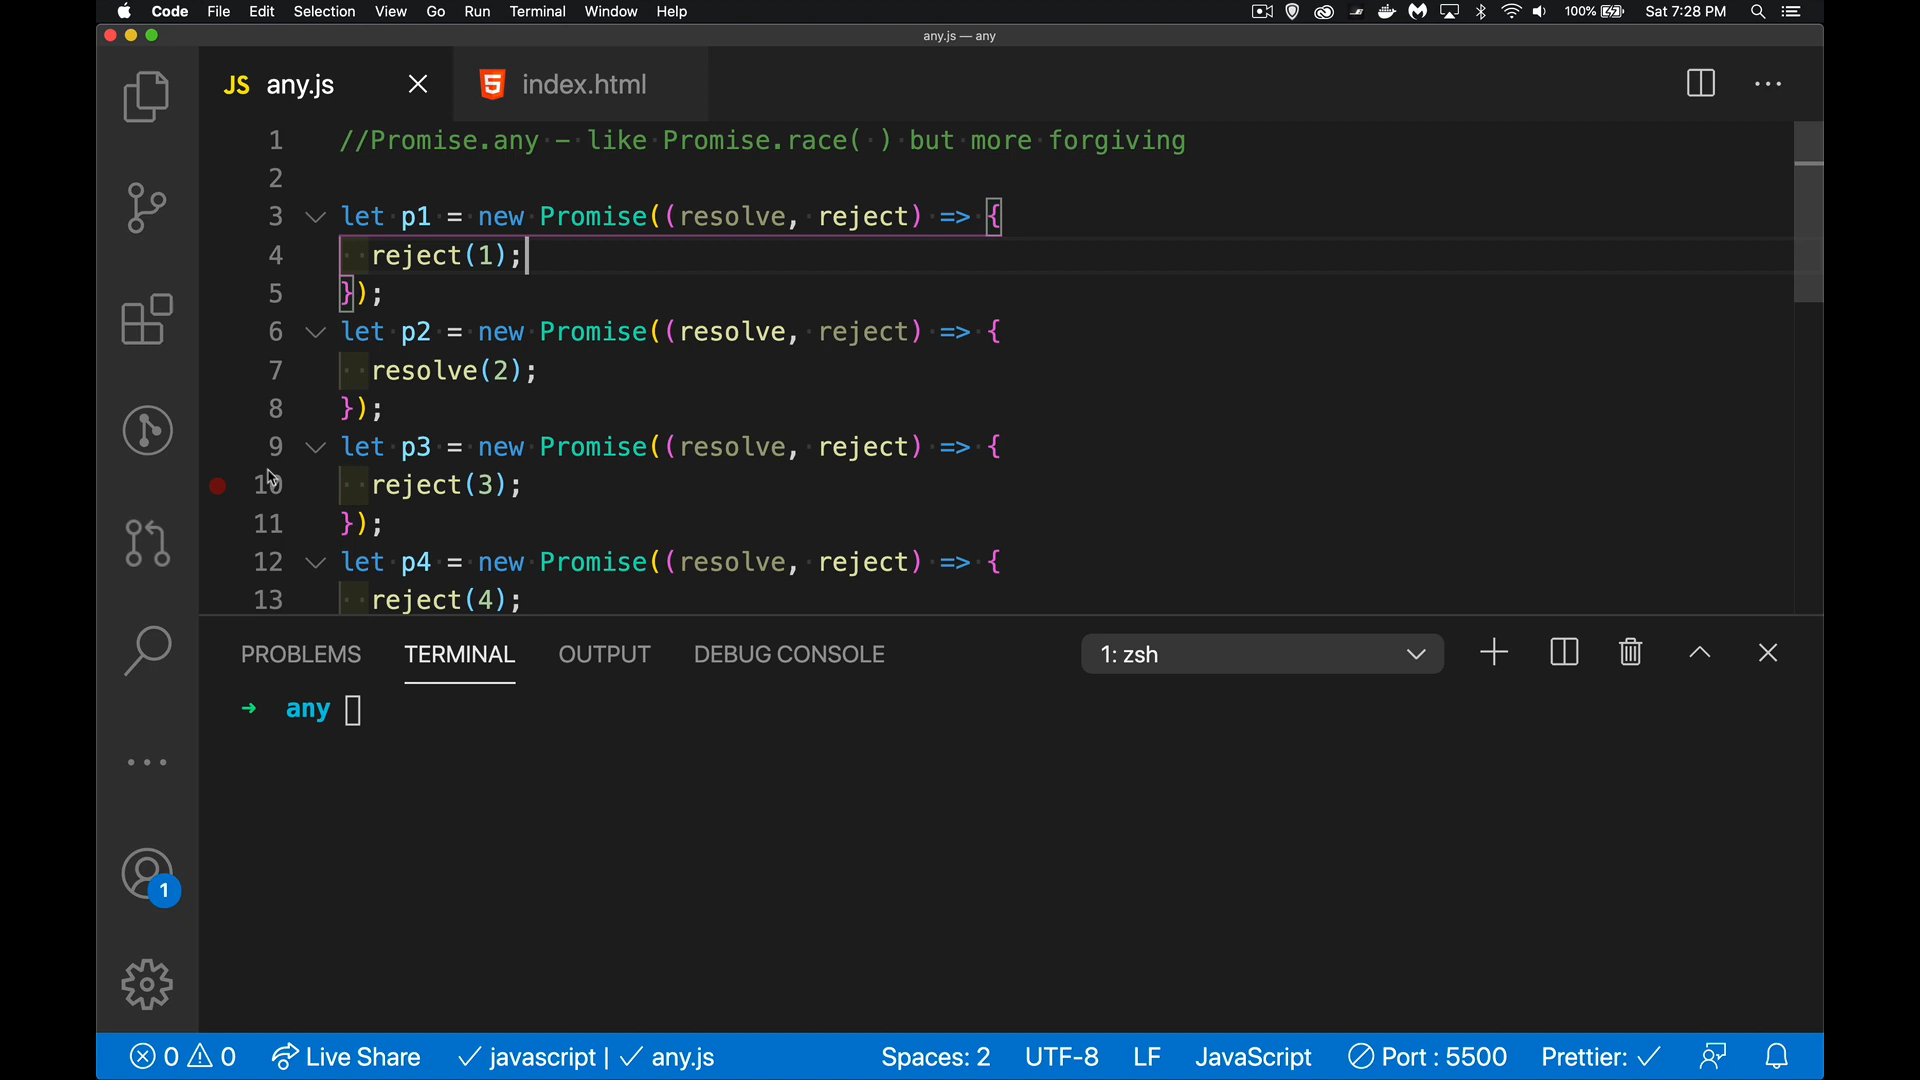 Code File Edit Selection View Go Run Terminal Window Help 100% Sat 7:28 PM
any.js — any
JS any.js index.html
1 //Promise.any - like Promise.race( ) but more forgiving
2
3 let p1 = new Promise((resolve, reject) => {
4 reject(1);
5 });
6 let p2 = new Promise((resolve, reject) => {
7 resolve(2);
8 });
9 let p3 = new Promise((resolve, reject) => {
10 reject(3);
11 });
12 let p4 = new Promise((resolve, reject) => {
13 reject(4);
PROBLEMS TERMINAL OUTPUT DEBUG CONSOLE 1: zsh
➜ any
1
0 0 Live Share ✓ javascript | ✓ any.js Spaces: 2 UTF-8 LF JavaScript Port : 5500 Prettier: ✓